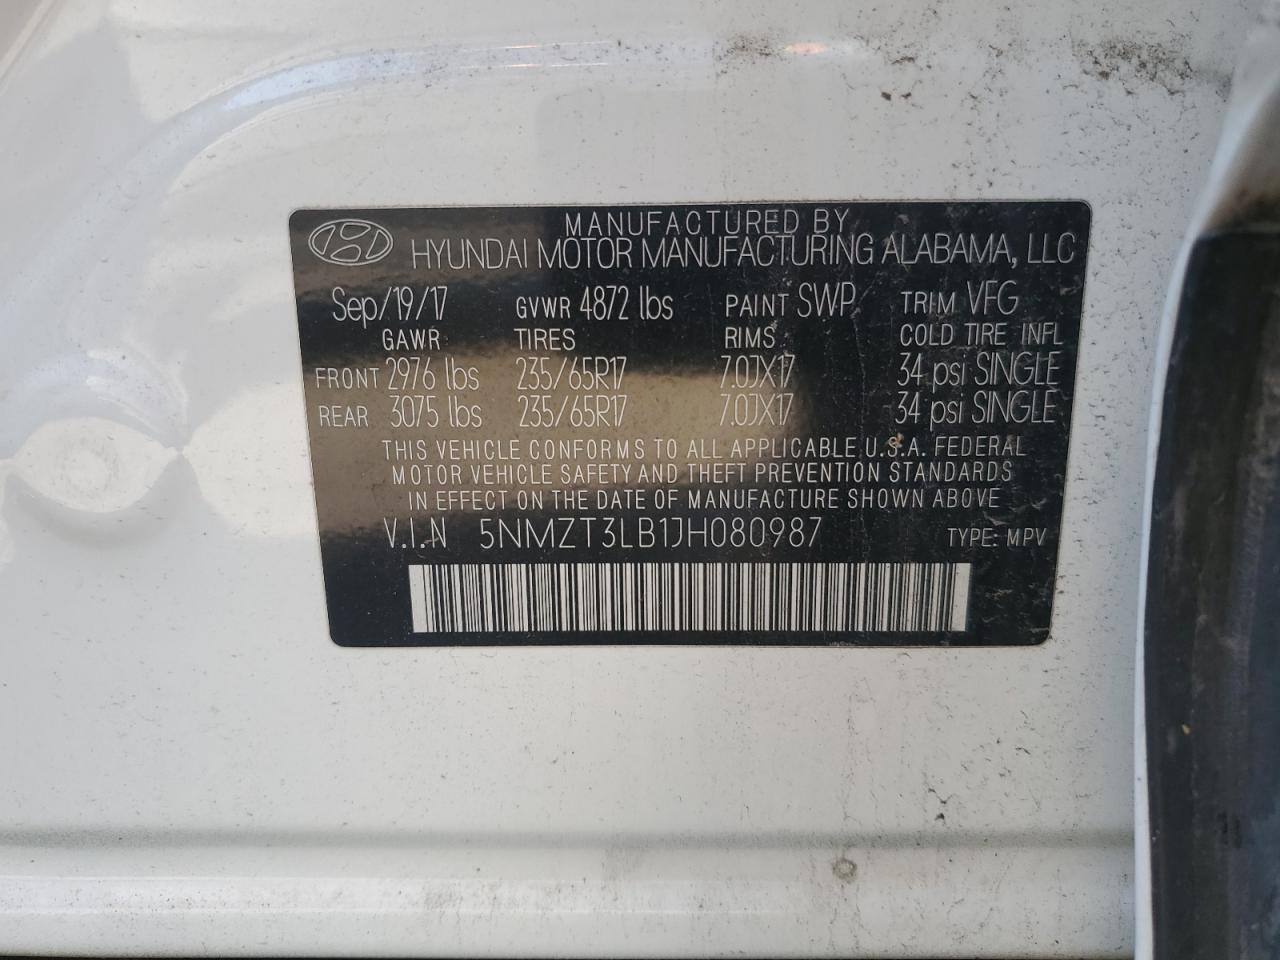 MANUFACTURED BY
HYUNDAI MOTOR MANUFACTURING ALABAMA, LLC
Sep/19/17 GVWR 4872 lbs PAINT SWP TRIM VFG
GAWR TIRES RIMS COLD TIRE INFL
FRONT 2976 lbs 235/65R17 7.0JX17 34 psi SINGLE
REAR 3075 lbs 235/65R17 7.0JX17 34 psi SINGLE
THIS VEHICLE CONFORMS TO ALL APPLICABLE U.S.A. FEDERAL
MOTOR VEHICLE SAFETY AND THEFT PREVENTION STANDARDS
IN EFFECT ON THE DATE OF MANUFACTURE SHOWN ABOVE
V.I.N 5NMZT3LB1JH080987 TYPE: MPV